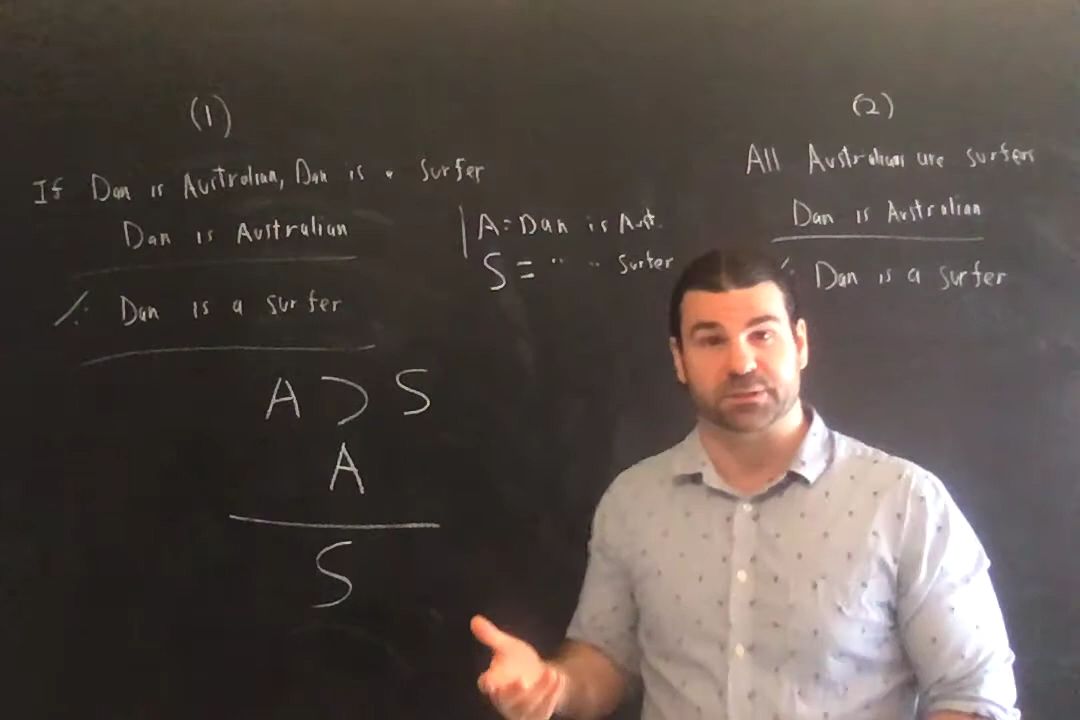 (1)
If Dan is Australian, Dan is a surfer
Dan is Australian
∴ Dan is a surfer
A ⊃ S
A
S
A = Dan is Aust.
S = " " surfer
(2)
All Australians are surfers
Dan is Australian
∴ Dan is a surfer